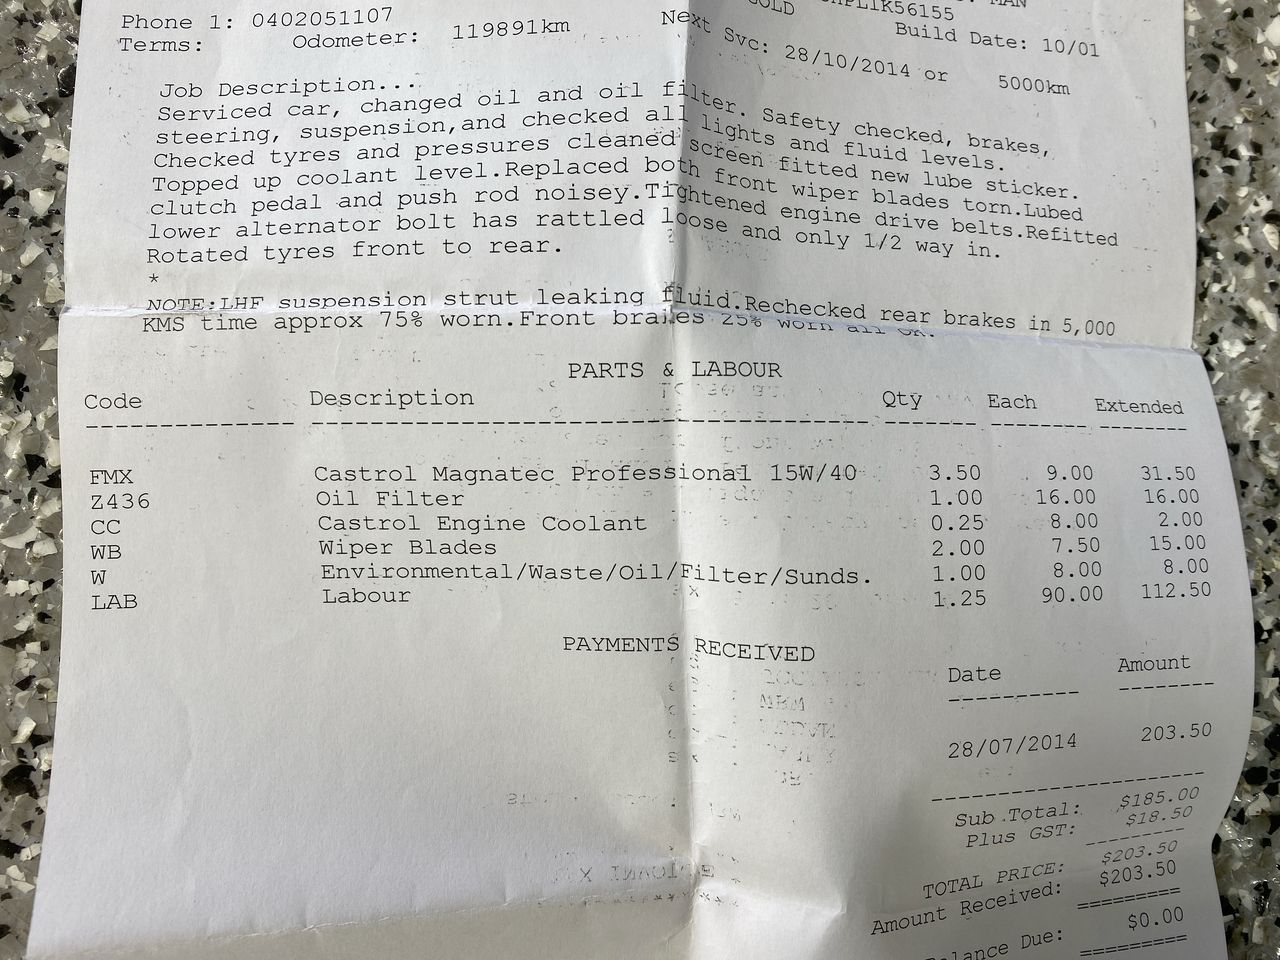 MAN
Phone 1: 0402051107
GOLD
Terms: Odometer: 119891km
Build Date: 10/01
Next Svc: 28/10/2014 or 5000km
Job Description...
Serviced car, changed oil and oil filter. Safety checked, brakes,
steering, suspension,and checked all lights and fluid levels.
Checked tyres and pressures cleaned screen fitted new lube sticker.
Topped up coolant level.Replaced both front wiper blades torn.Lubed
clutch pedal and push rod noisey.Tightened engine drive belts.Refitted
lower alternator bolt has rattled loose and only 1/2 way in.
Rotated tyres front to rear.
*
NOTE:LHF suspension strut leaking fluid.Rechecked rear brakes in 5,000
KMS time approx 75% worn.Front brakes 25% worn all OK.
PARTS & LABOUR
Code Description Qty Each Extended
FMX Castrol Magnatec Professional 15W/40 3.50 9.00 31.50
Z436 Oil Filter 1.00 16.00 16.00
CC Castrol Engine Coolant 0.25 8.00 2.00
WB Wiper Blades 2.00 7.50 15.00
W Environmental/Waste/Oil/Filter/Sunds. 1.00 8.00 8.00
LAB Labour 1.25 90.00 112.50
PAYMENTS RECEIVED
Date Amount
28/07/2014 203.50
Sub Total: $185.00
Plus GST: $18.50
TOTAL PRICE: $203.50
Amount Received: $203.50
Balance Due: $0.00